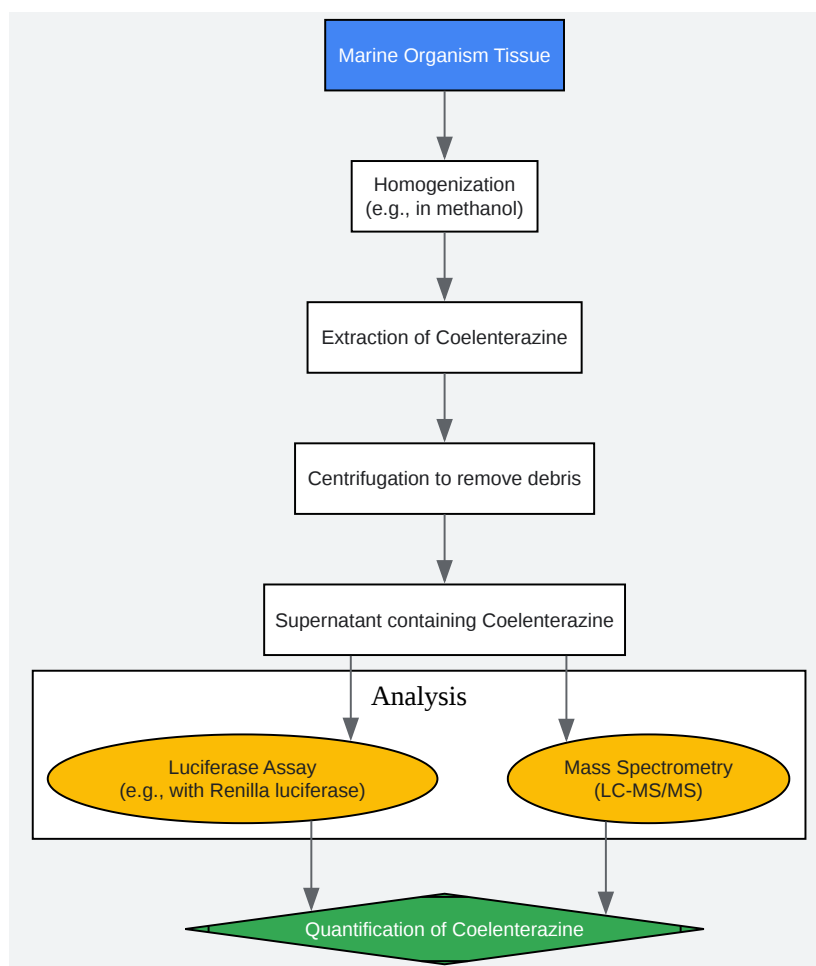 Marine Organism Tissue
Homogenization
(e.g., in methanol)
Extraction of Coelenterazine
Centrifugation to remove debris
Supernatant containing Coelenterazine
Analysis
Luciferase Assay
(e.g., with Renilla luciferase)
Mass Spectrometry
(LC-MS/MS)
Quantification of Coelenterazine